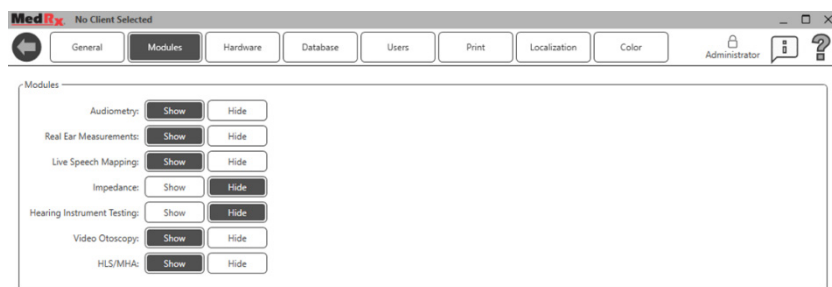 MedRx No Client Selected
General Modules Hardware Database Users Print Localization Color Administrator
Modules
Audiometry: Show Hide
Real Ear Measurements: Show Hide
Live Speech Mapping: Show Hide
Impedance: Show Hide
Hearing Instrument Testing: Show Hide
Video Otoscopy: Show Hide
HLS/MHA: Show Hide